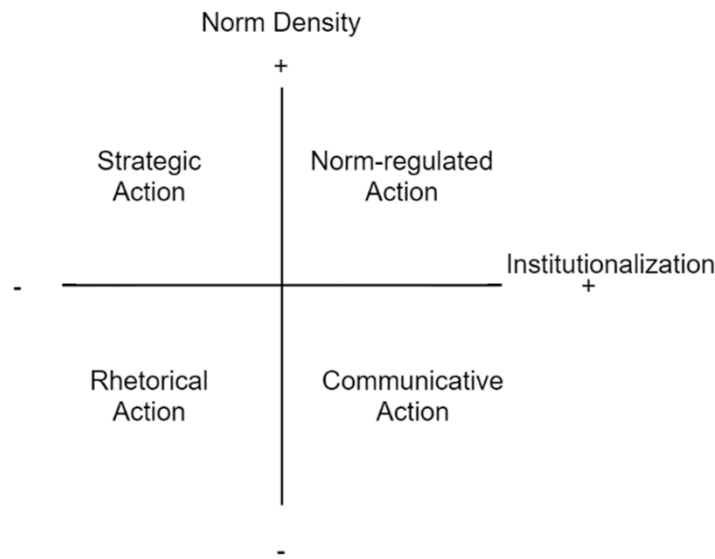 Norm Density
+
Strategic
Action
Norm-regulated
Action
Institutionalization
-
+
Rhetorical
Action
Communicative
Action
-